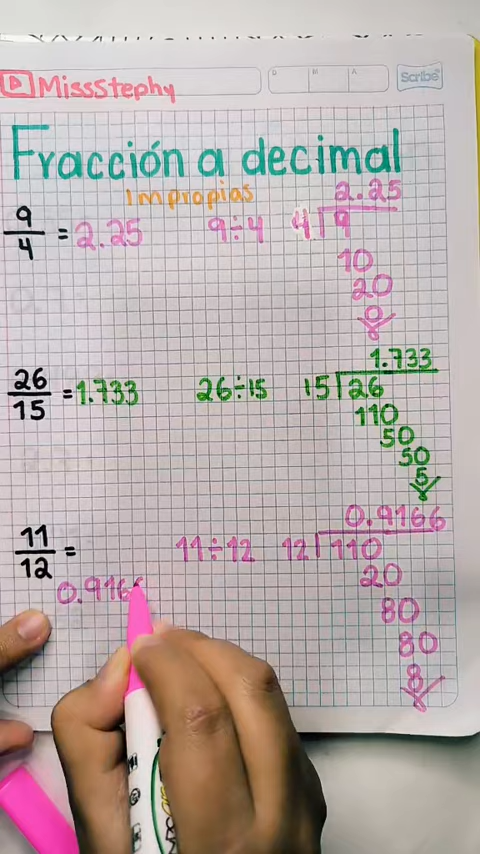 MissStephy
D M A
Scribe
Fracción a decimal
Impropias
9/4 = 2.25 9÷4 4 9 2.25
10
20
0
26/15 = 1.733 26÷15 15 26 1.733
110
50
50
5
11/12 = 11÷12 12 110 0.9166
0.9166 20
80
80
8